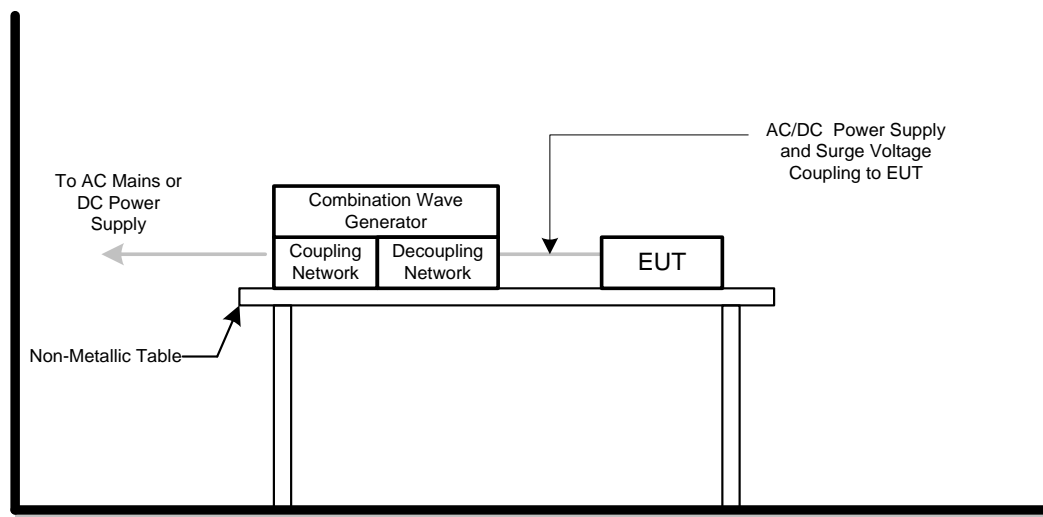 AC/DC Power Supply
and Surge Voltage
Coupling to EUT
To AC Mains or
DC Power
Supply
Combination Wave
Generator
Coupling
Network
Decoupling
Network
EUT
Non-Metallic Table